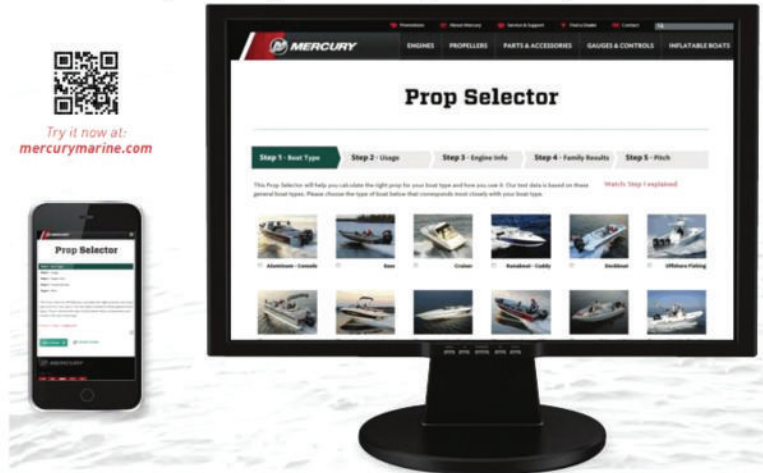 Try it now at:
mercurymarine.com
Promotions About Mercury Service & Support Find a Dealer Contact
MERCURY ENGINES PROPELLERS PARTS & ACCESSORIES GAUGES & CONTROLS INFLATABLE BOATS
Prop Selector
Step 1 - Boat Type Step 2 - Usage Step 3 - Engine Info Step 4 - Family Results Step 5 - Pitch
This Prop Selector will help you calculate the right prop for your boat type and how you use it. Our test data is based on these
general boat types. Please choose the type of boat below that corresponds most closely with your boat type.
Watch: Step 1 explained
Aluminum - Console Bass Cruiser Runabout - Cuddy Deckboat Offshore Fishing
Prop Selector
MERCURY